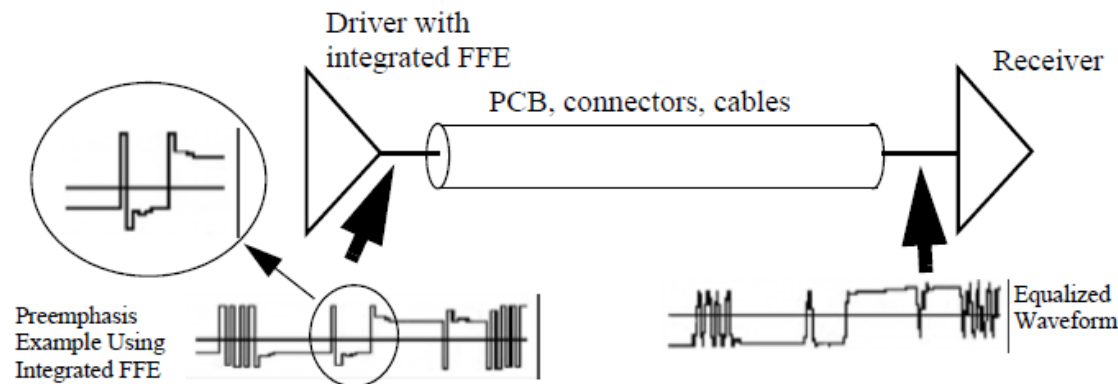 Driver with
integrated FFE
Receiver
PCB, connectors, cables
Preemphasis
Example Using
Integrated FFE
Equalized
Waveform